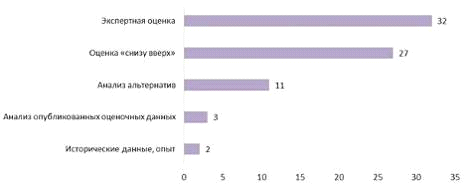 Экспертная оценка 32
Оценка «снизу вверх» 27
Анализ альтернатив 11
Анализ опубликованных оценочных данных 3
Исторические данные, опыт 2
0 5 10 15 20 25 30 35